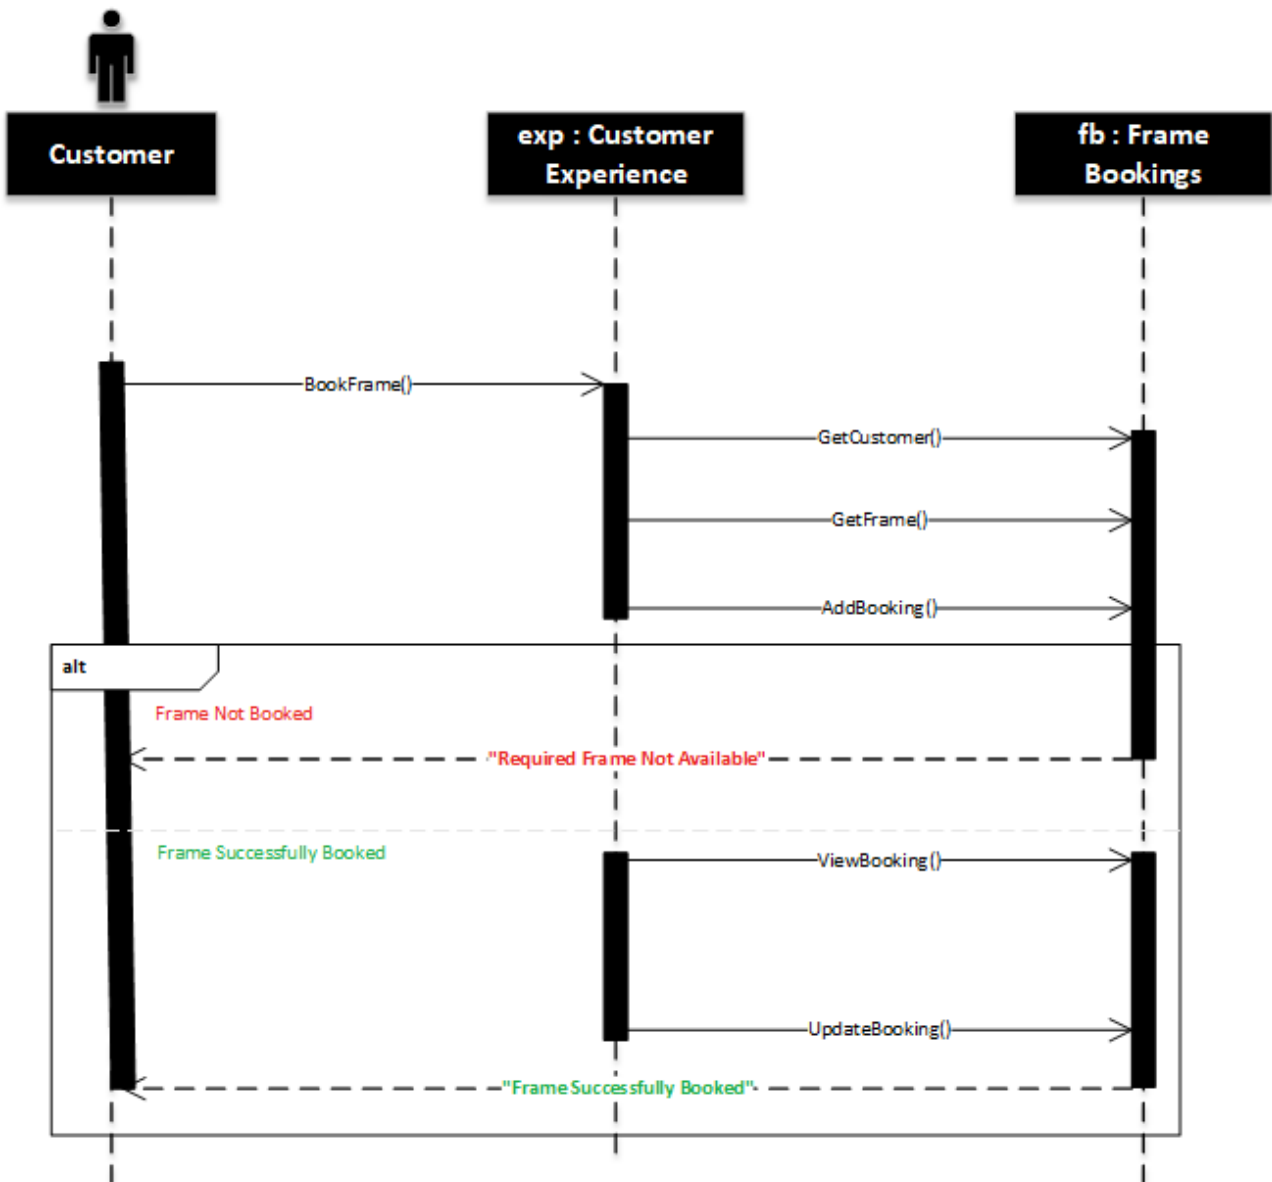 Customer
exp : Customer
Experience
fb : Frame
Bookings
BookFrame()
GetCustomer()
GetFrame()
AddBooking()
alt
Frame Not Booked
"Required Frame Not Available"
Frame Successfully Booked
ViewBooking()
UpdateBooking()
"Frame Successfully Booked"